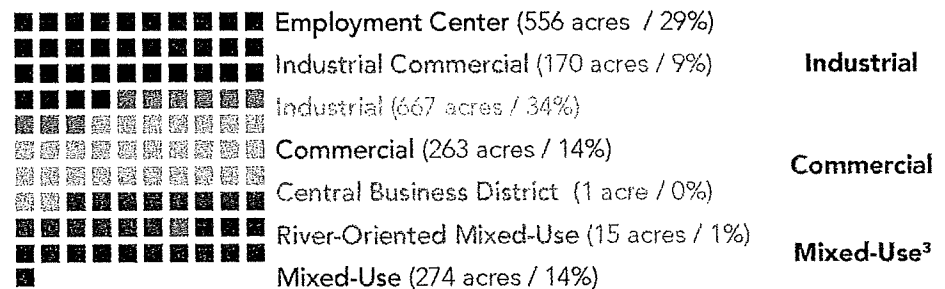 Employment Center (556 acres / 29%)
Industrial Commercial (170 acres / 9%)
Industrial
Industrial (667 acres / 34%)
Commercial (263 acres / 14%)
Commercial
Central Business District (1 acre / 0%)
River-Oriented Mixed-Use (15 acres / 1%)
Mixed-Use³
Mixed-Use (274 acres / 14%)